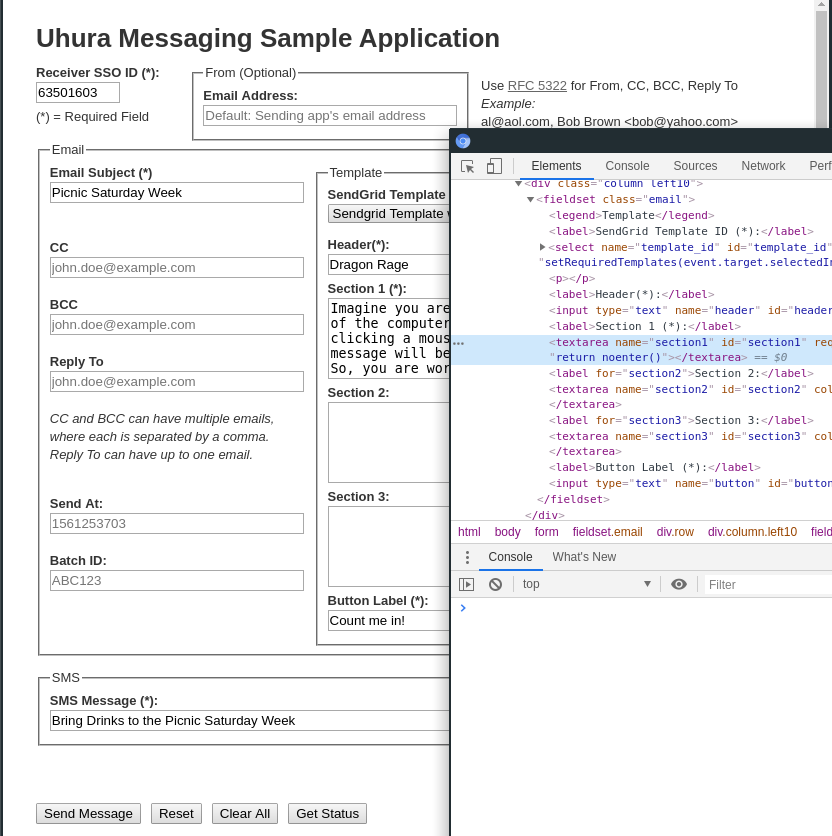 Uhura Messaging Sample Application
Receiver SSO ID (*):
63501603
(*) = Required Field
From (Optional)
Email Address:
Default: Sending app's email address
Use RFC 5322 for From, CC, BCC, Reply To
Example:
al@aol.com, Bob Brown <bob@yahoo.com>
Email
Email Subject (*)
Picnic Saturday Week
CC
john.doe@example.com
BCC
john.doe@example.com
Reply To
john.doe@example.com
CC and BCC can have multiple emails,
where each is separated by a comma.
Reply To can have up to one email.
Send At:
1561253703
Batch ID:
ABC123
Template
SendGrid Template
Sendgrid Template
Header(*):
Dragon Rage
Section 1 (*):
Imagine you are
of the computer
clicking a mous
message will be
So, you are wor
Section 2:
Section 3:
Button Label (*):
Count me in!
SMS
SMS Message (*):
Bring Drinks to the Picnic Saturday Week
Send Message Reset Clear All Get Status
Elements Console Sources Network Perf
<div class="column left10">
<fieldset class="email">
<legend>Template</legend>
<label>SendGrid Template ID (*):</label>
<select name="template_id" id="template_id"
"setRequiredTemplates(event.target.selectedIn
<p></p>
<label>Header(*):</label>
<input type="text" name="header" id="header
<label>Section 1 (*):</label>
<textarea name="section1" id="section1" req
"return noenter()"></textarea> == $0
<label for="section2">Section 2:</label>
<textarea name="section2" id="section2" col
</textarea>
<label for="section3">Section 3:</label>
<textarea name="section3" id="section3" col
</textarea>
<label>Button Label (*):</label>
<input type="text" name="button" id="button
</fieldset>
</div>
html body form fieldset.email div.row div.column.left10 field
Console What's New
top Filter